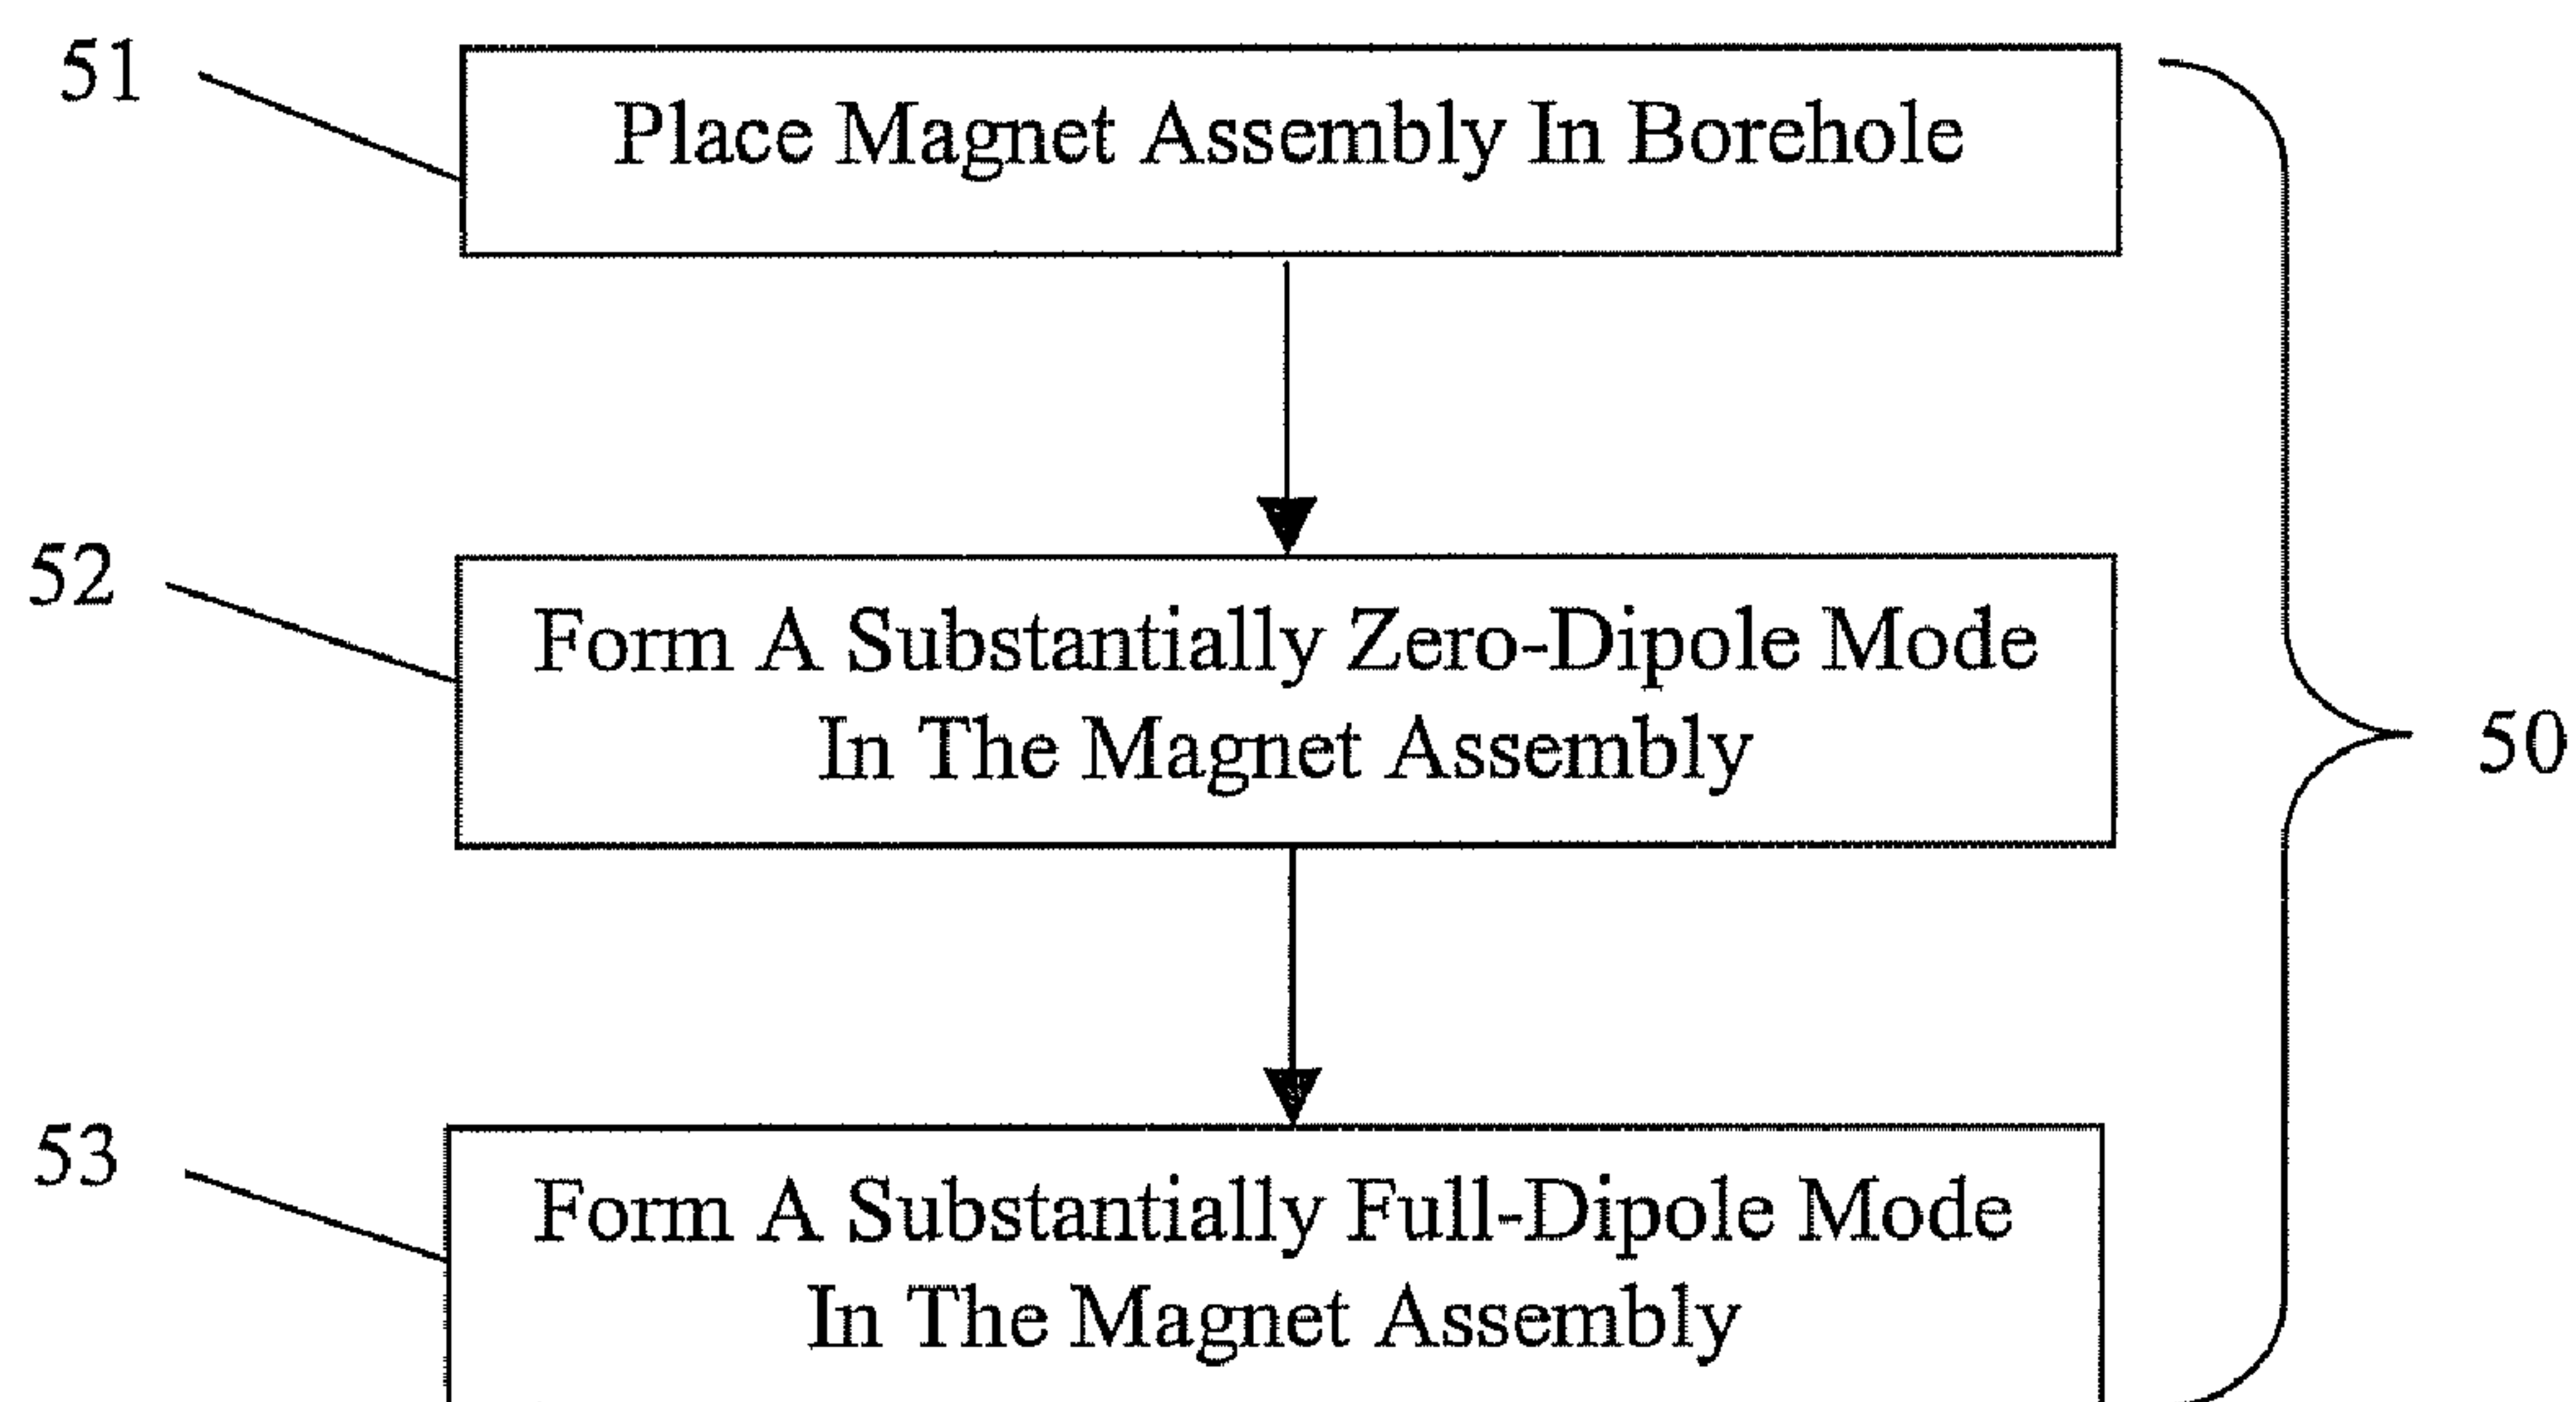 51
Place Magnet Assembly In Borehole
52
Form A Substantially Zero-Dipole Mode
In The Magnet Assembly
50
53
Form A Substantially Full-Dipole Mode
In The Magnet Assembly